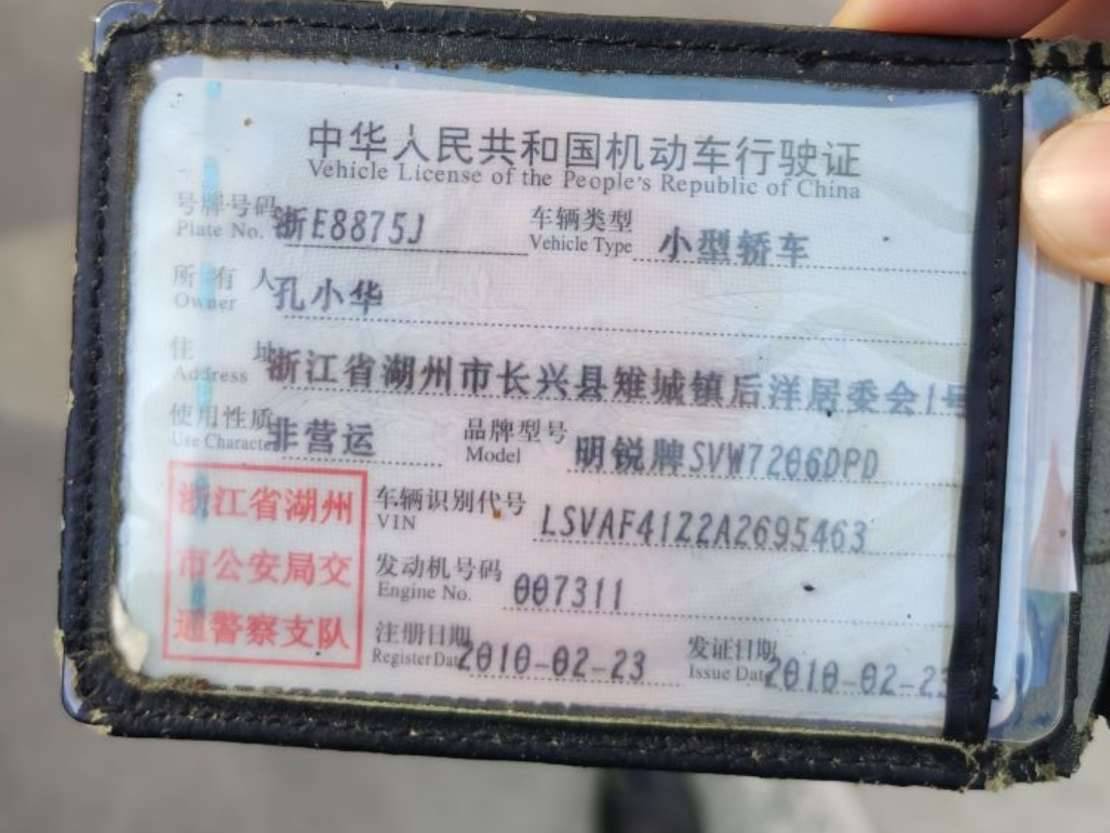 中华人民共和国机动车行驶证
Vehicle License of the People's Republic of China
号牌号码 浙E8875J 车辆类型 小型轿车
Plate No. Vehicle Type
所有人 孔小华
Owner
住址 浙江省湖州市长兴县雉城镇后洋居委会1号
Address
使用性质 非营运 品牌型号 明锐牌SVW7206DPD
Use Character Model
浙江省湖州
市公安局交
通警察支队
车辆识别代号 LSVAF41Z2A2695463
VIN
发动机号码 007311
Engine No.
注册日期 2010-02-23 发证日期 2010-02-23
Register Date Issue Date